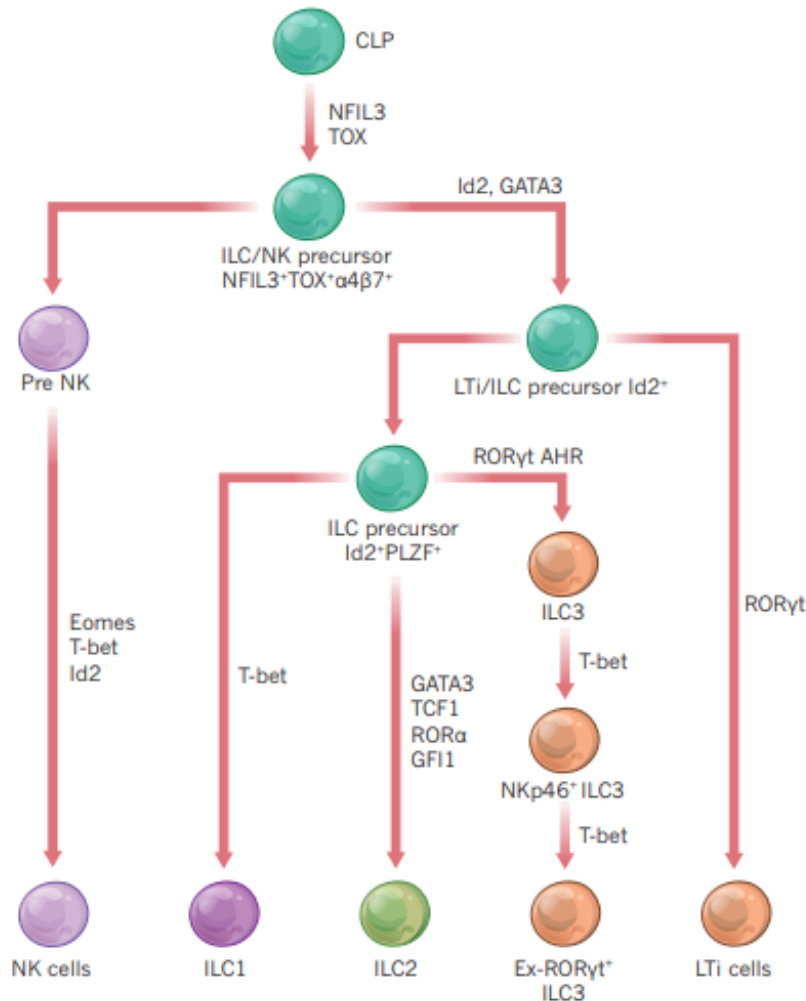 CLP
NFIL3
TOX
Id2, GATA3
ILC/NK precursor
NFIL3⁺TOX⁺α4β7⁺
Pre NK
LTi/ILC precursor Id2⁺
RORγt AHR
ILC precursor
Id2⁺PLZF⁺
ILC3
Eomes
T-bet
Id2
T-bet
GATA3
TCF1
RORα
GFI1
T-bet
RORγt
NKp46⁺ ILC3
T-bet
NK cells
ILC1
ILC2
Ex-RORγt⁺
ILC3
LTi cells